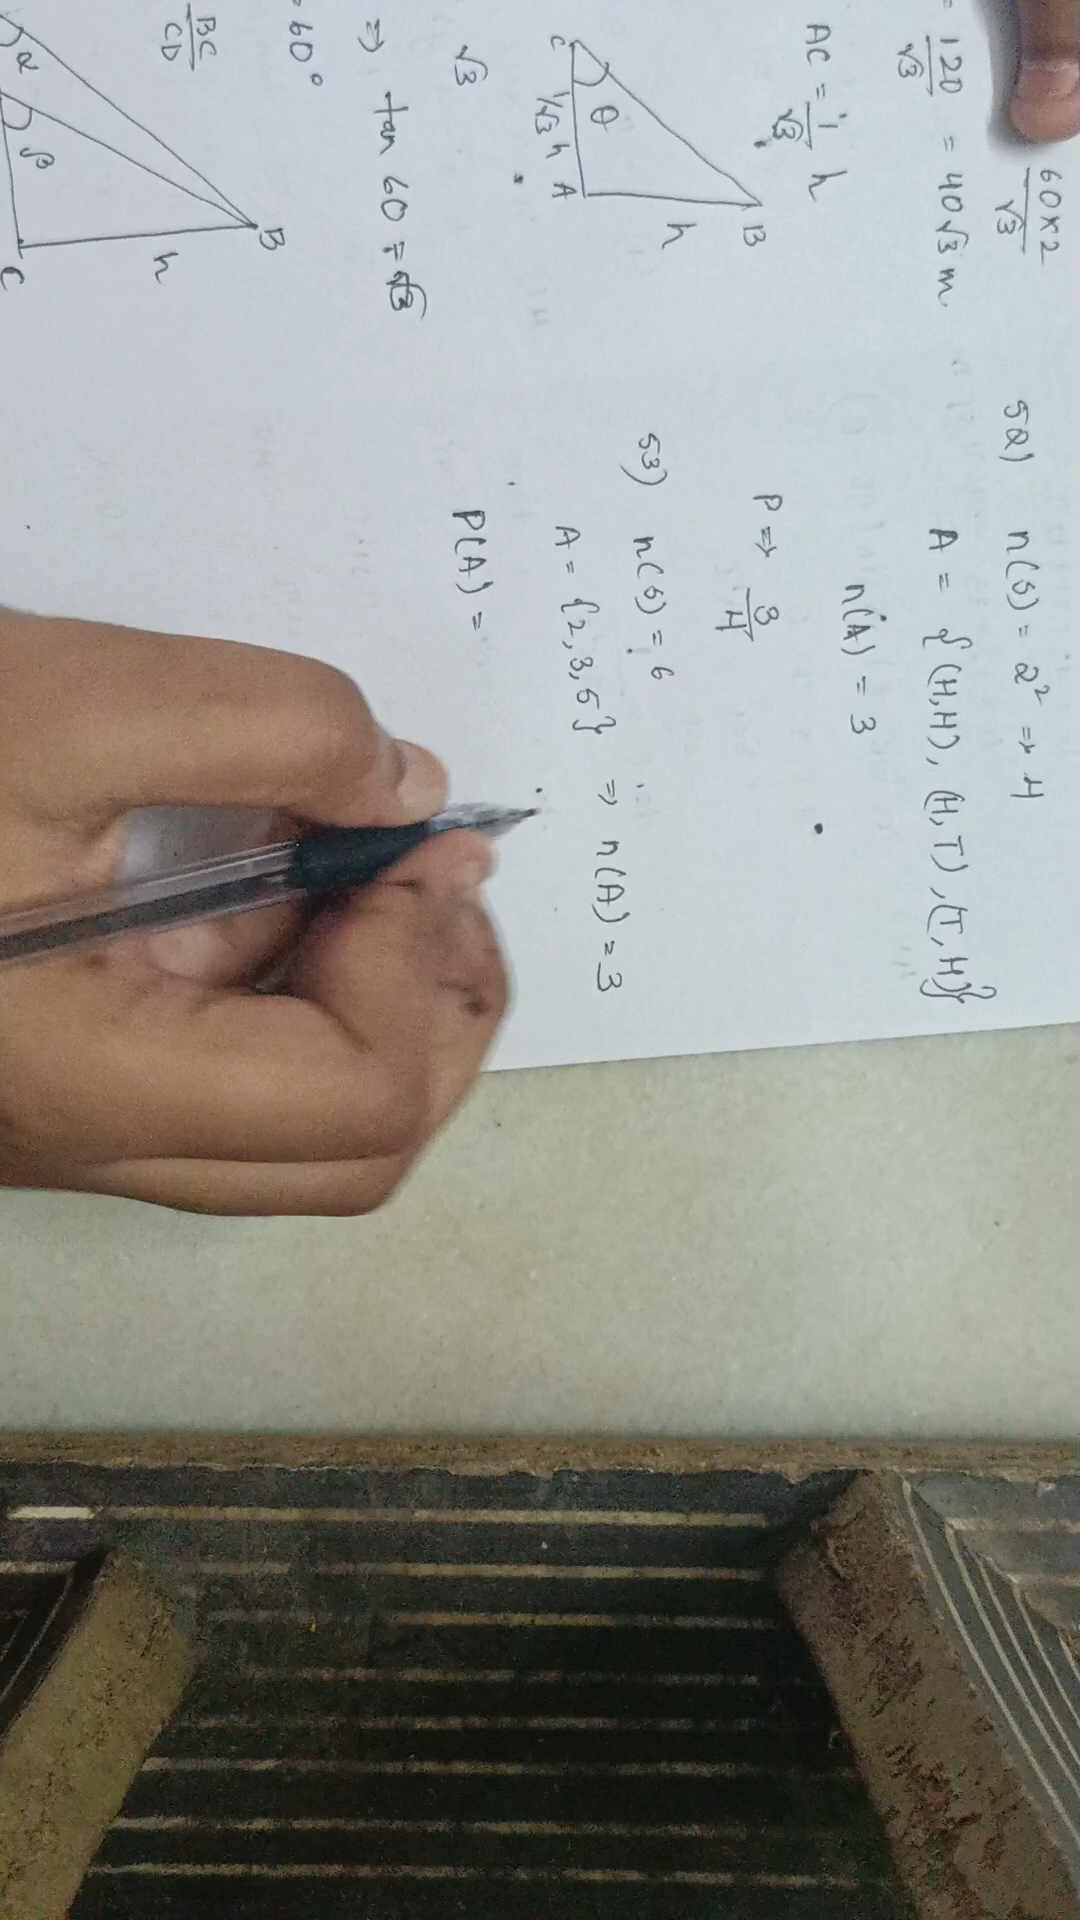 60×2
√3
= 120/√3 = 40√3 m
AC = 1/√3 h
C θ 1/√3 h A h B
√3
⇒ tan 60 = √3
= 60°
BC/CD
α β B h C
52) n(S) = 2² ⇒ 4
A = {(H,H), (H,T), (T,H)}
n(A) = 3
P ⇒ 3/4
53) n(S) = 6
A = {2, 3, 5} ⇒ n(A) = 3
P(A) =